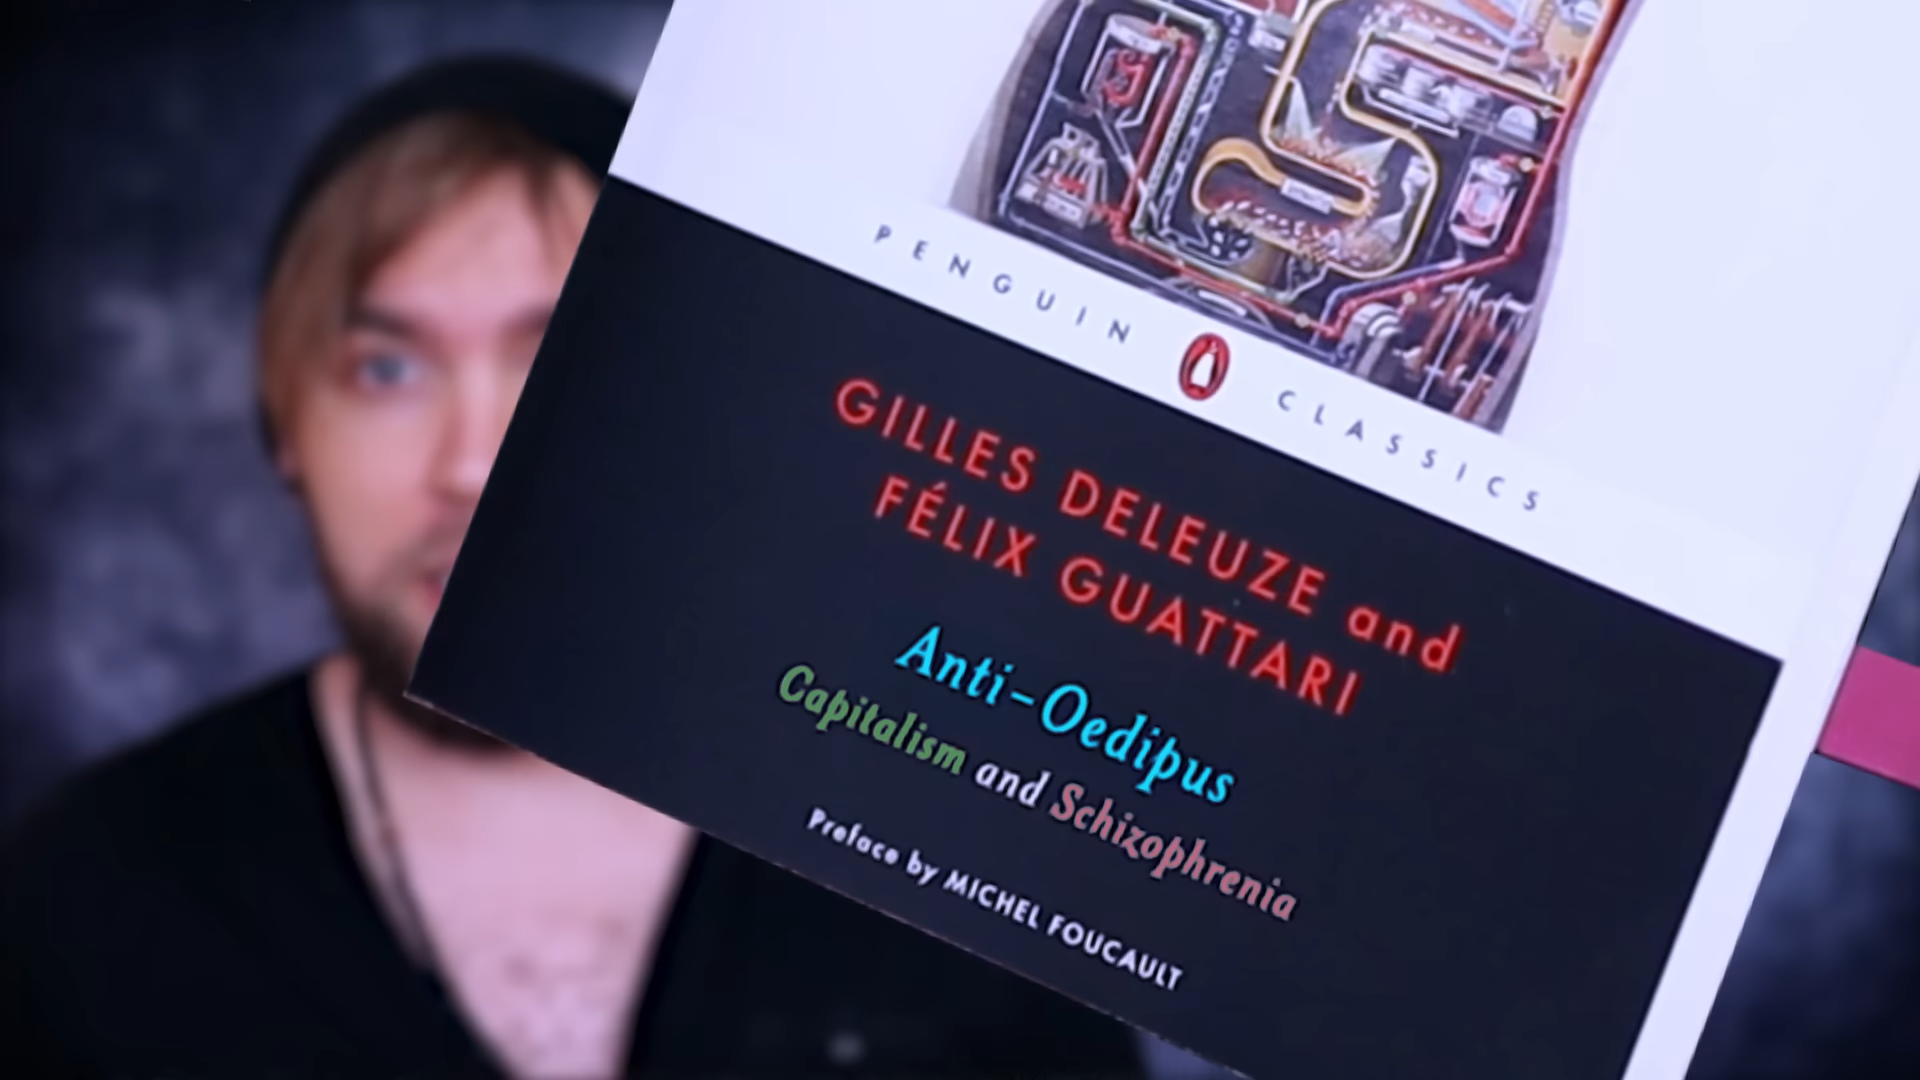 PENGUIN CLASSICS
GILLES DELEUZE and
FÉLIX GUATTARI
Anti-Oedipus
Capitalism and Schizophrenia
Preface by MICHEL FOUCAULT